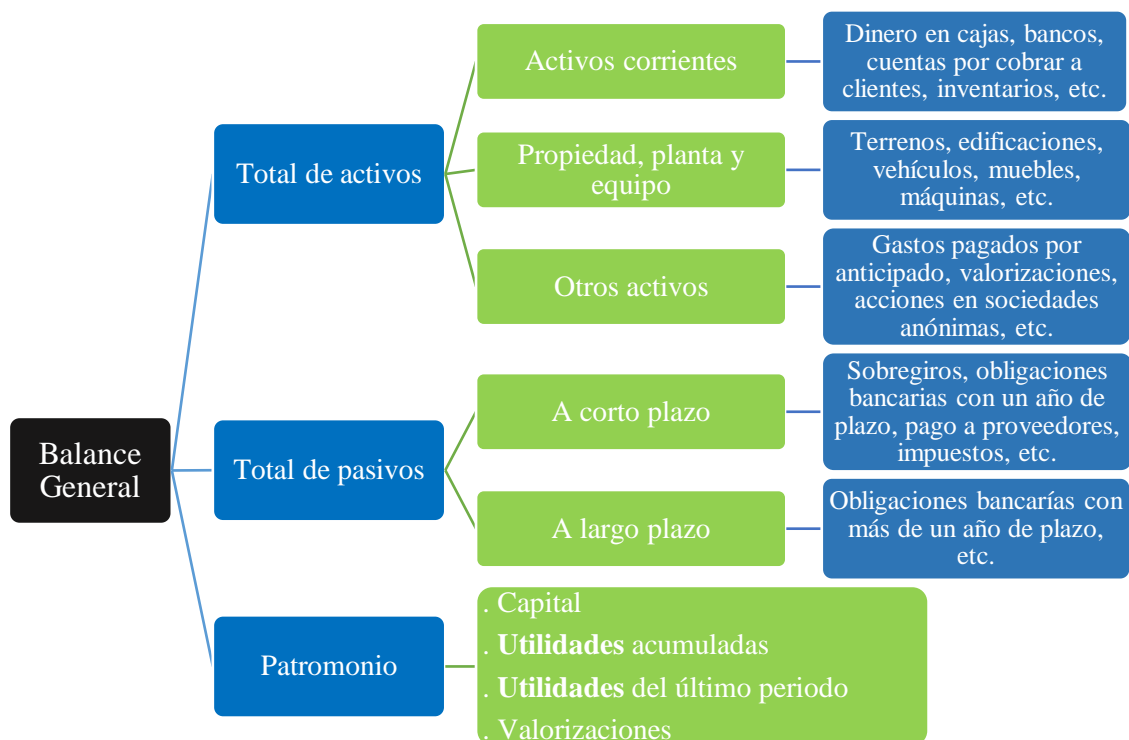 Balance
General
Total de activos
Activos corrientes
Dinero en cajas, bancos,
cuentas por cobrar a
clientes, inventarios, etc.
Propiedad, planta y
equipo
Terrenos, edificaciones,
vehículos, muebles,
máquinas, etc.
Otros activos
Gastos pagados por
anticipado, valorizaciones,
acciones en sociedades
anónimas, etc.
Total de pasivos
A corto plazo
Sobregiros, obligaciones
bancarias con un año de
plazo, pago a proveedores,
impuestos, etc.
A largo plazo
Obligaciones bancarías con
más de un año de plazo,
etc.
Patromonio
. Capital
. Utilidades acumuladas
. Utilidades del último periodo
. Valorizaciones